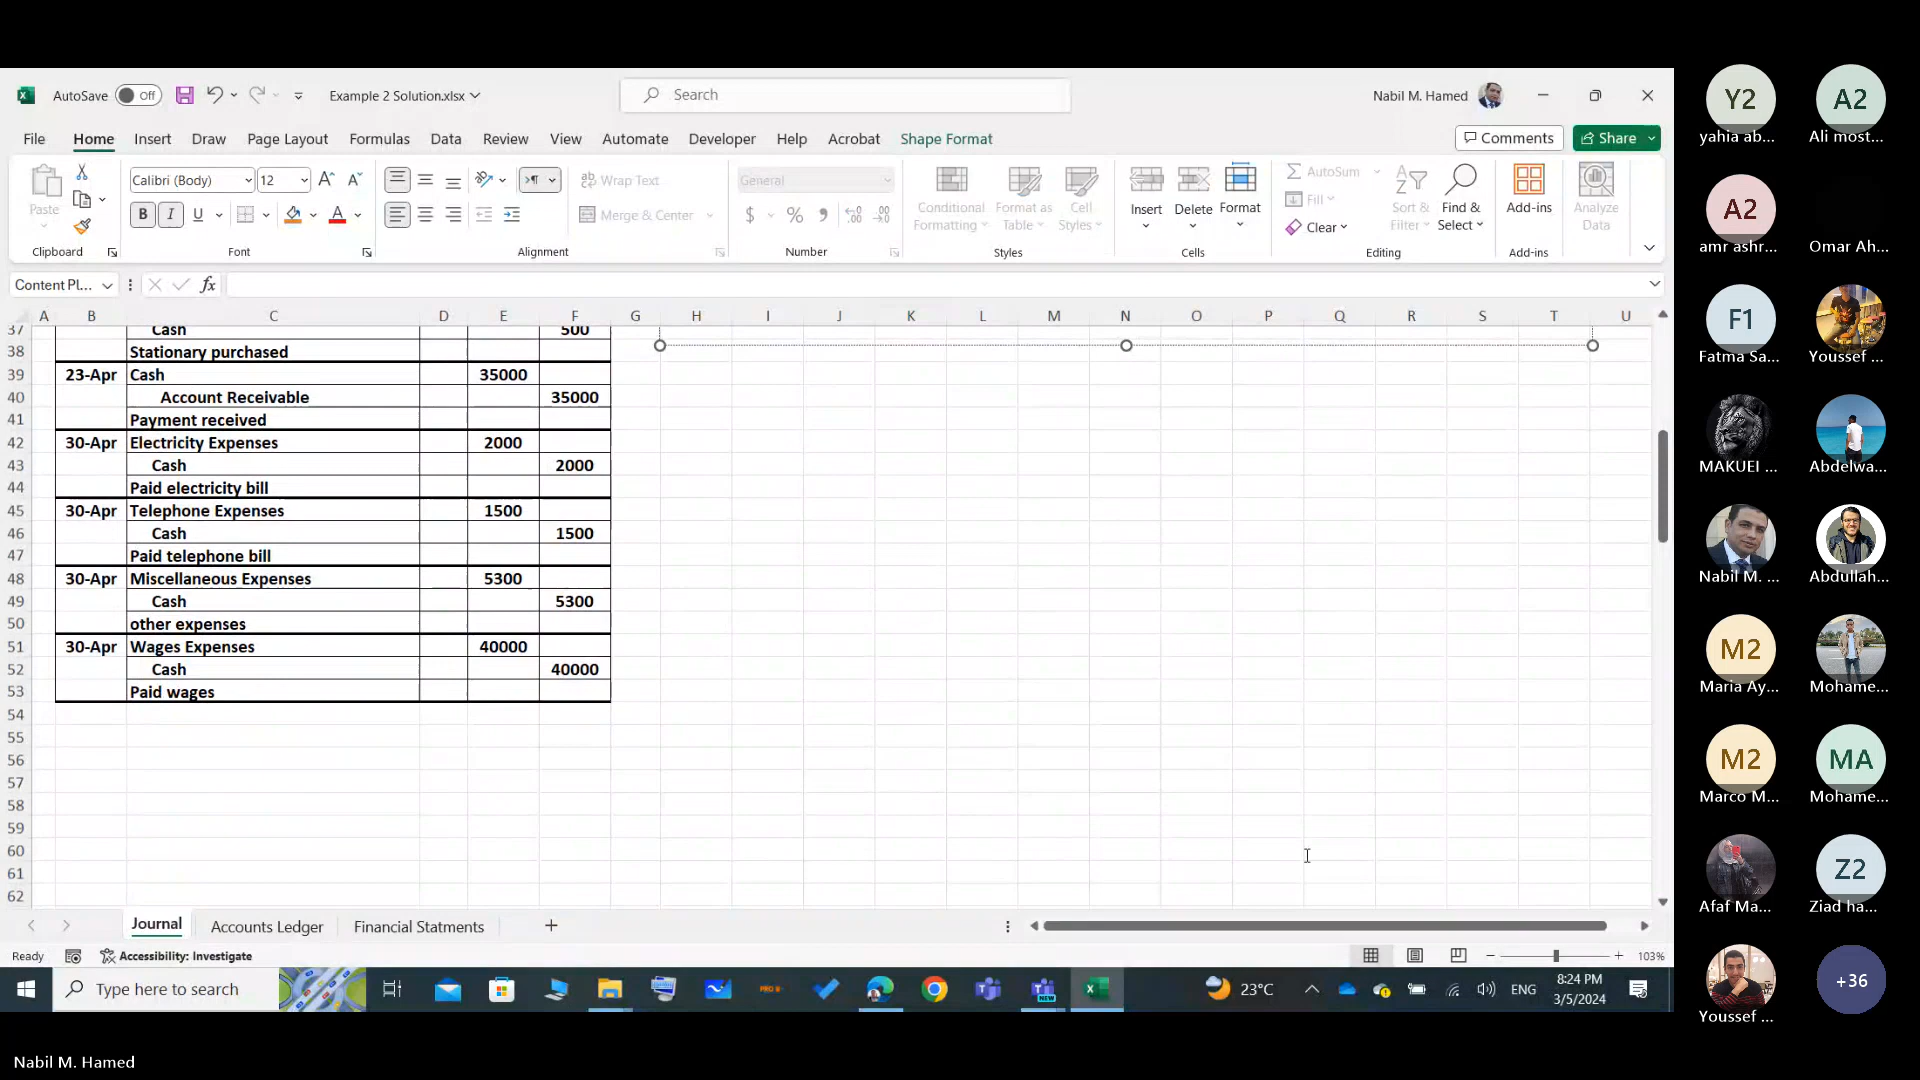 AutoSave Off Example 2 Solution.xlsx Search Nabil M. Hamed
File Home Insert Draw Page Layout Formulas Data Review View Automate Developer Help Acrobat Shape Format Comments Share
Paste Calibri (Body) 12 Wrap Text General Conditional Formatting Format as Table Cell Styles Insert Delete Format AutoSum Sort & Filter Find & Select Add-ins Analyze Data
B I U Merge & Center $ % Fill Clear
Clipboard Font Alignment Number Styles Cells Editing Add-ins
Content Pl... fx
A B C D E F G H I J K L M N O P Q R S T U
37 Cash 500
38 Stationary purchased
39 23-Apr Cash 35000
40 Account Receivable 35000
41 Payment received
42 30-Apr Electricity Expenses 2000
43 Cash 2000
44 Paid electricity bill
45 30-Apr Telephone Expenses 1500
46 Cash 1500
47 Paid telephone bill
48 30-Apr Miscellaneous Expenses 5300
49 Cash 5300
50 other expenses
51 30-Apr Wages Expenses 40000
52 Cash 40000
53 Paid wages
54
55
56
57
58
59
60
61
62
Journal Accounts Ledger Financial Statments
Ready Accessibility: Investigate 103%
Type here to search 23°C ENG 8:24 PM
3/5/2024
Nabil M. Hamed
Y2 A2
yahia ab... Ali most...
A2
amr ashr... Omar Ah...
F1
Fatma Sa... Youssef ...
MAKUEI ... Abdelwa...
Nabil M. ... Abdullah...
M2
Maria Ay... Mohame...
M2 MA
Marco M... Mohame...
Z2
Afaf Ma... Ziad ha...
+36
Youssef ...